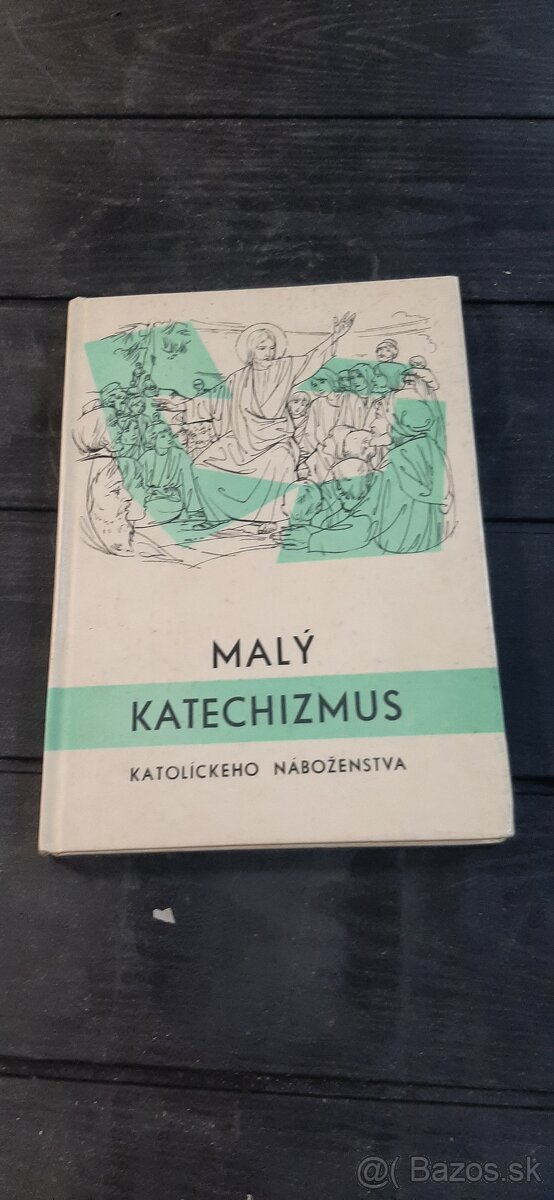 MALÝ
KATECHIZMUS
KATOLÍCKEHO NÁBOŽENSTVA
@( Bazos.sk